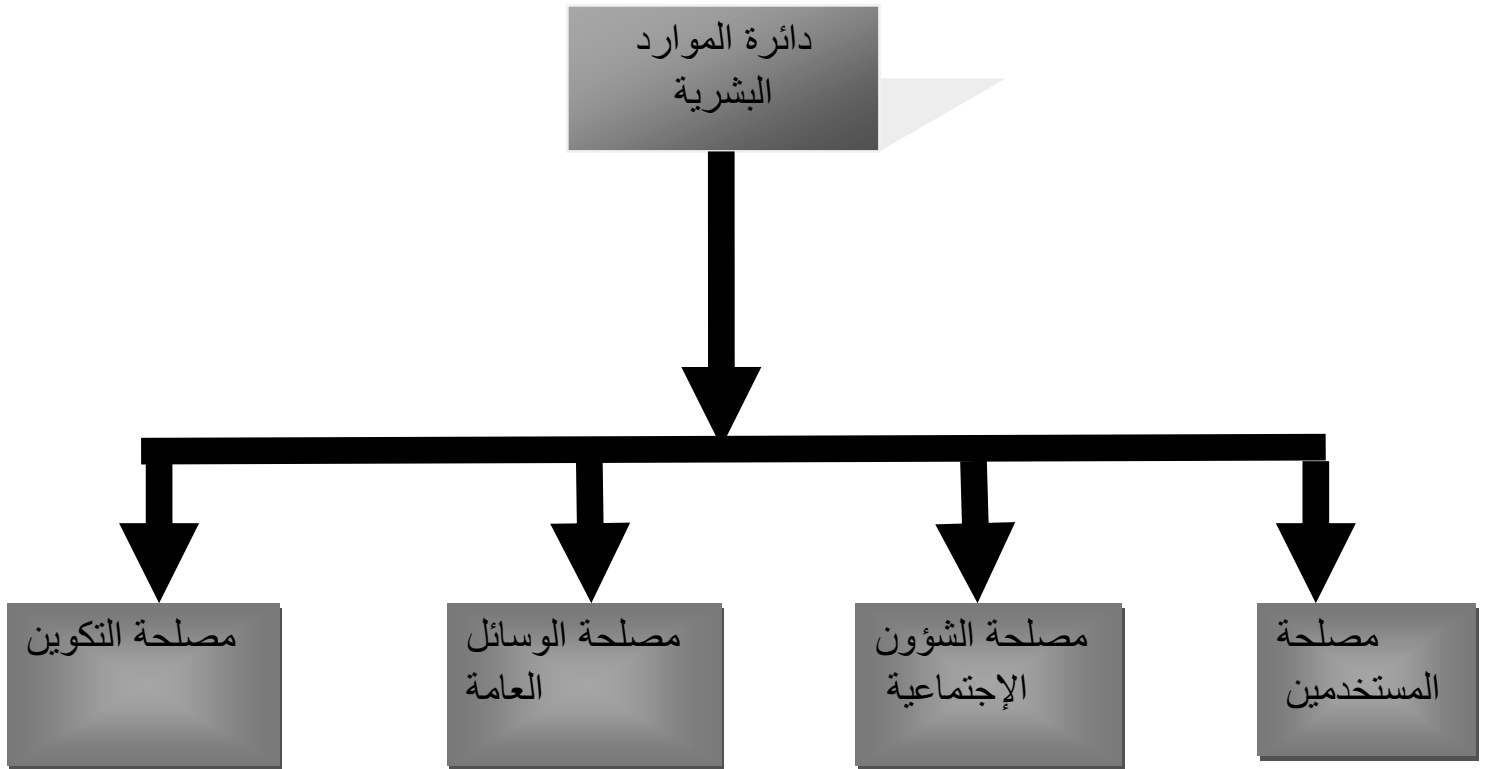 دائرة الموارد
البشرية
مصلحة
المستخدمين
مصلحة الشؤون
الإجتماعية
مصلحة الوسائل
العامة
مصلحة التكوين